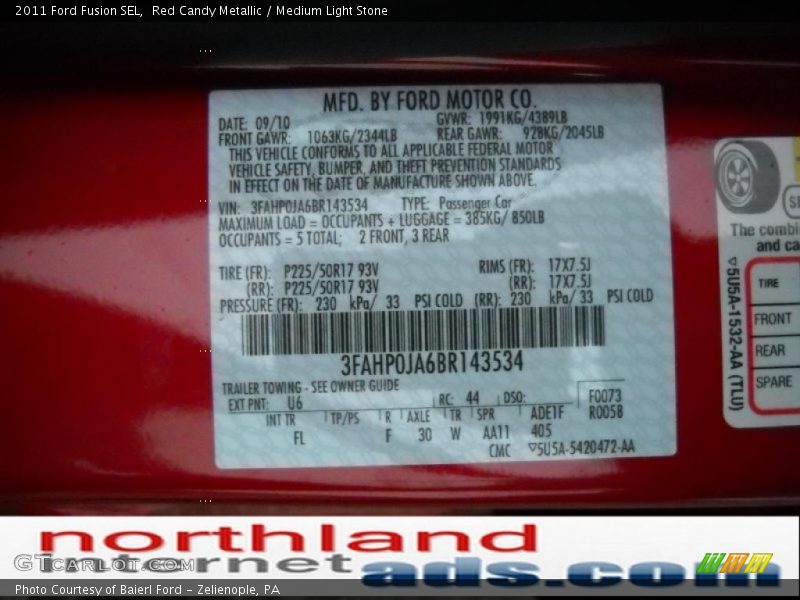 2011 Ford Fusion SEL, Red Candy Metallic / Medium Light Stone
MFD. BY FORD MOTOR CO.
DATE: 09/10 GVWR: 1991KG/4389LB
FRONT GAWR: 1063KG/2344LB REAR GAWR: 928KG/2045LB
THIS VEHICLE CONFORMS TO ALL APPLICABLE FEDERAL MOTOR
VEHICLE SAFETY, BUMPER, AND THEFT PREVENTION STANDARDS
IN EFFECT ON THE DATE OF MANUFACTURE SHOWN ABOVE.
VIN: 3FAHP0JA6BR143534 TYPE: Passenger Car
MAXIMUM LOAD = OCCUPANTS + LUGGAGE = 385KG/ 850LB
OCCUPANTS = 5 TOTAL; 2 FRONT, 3 REAR
TIRE (FR): P225/50R17 93V RIMS (FR): 17X7.5J
(RR): P225/50R17 93V (RR): 17X7.5J
PRESSURE (FR): 230 kPa/ 33 PSI COLD (RR): 230 kPa/ 33 PSI COLD
3FAHP0JA6BR143534
TRAILER TOWING - SEE OWNER GUIDE
EXT PNT: U6 RC: 44 DSO: F0073
INT TR TP/PS R AXLE TR SPR ADE1F R0058
FL F 30 W AA11 405
CMC 5U5A-5420472-AA
The combi
and ca
TIRE
FRONT
REAR
SPARE
5U5A-1532-AA (TLU)
northland
internet
ads.com
GTCARLOT.COM
Photo Courtesy of Baierl Ford - Zelienople, PA